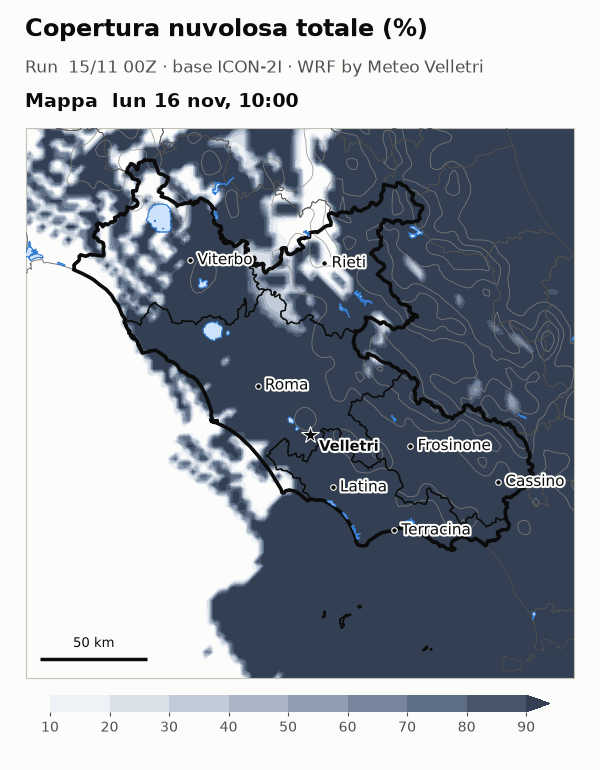 Copertura nuvolosa totale (%)
Run  15/11 00Z · base ICON-2I · WRF by Meteo Velletri
Mappa  lun 16 nov, 10:00
Viterbo
Rieti
Roma
Velletri
Frosinone
Cassino
Latina
Terracina
50 km
10 20 30 40 50 60 70 80 90